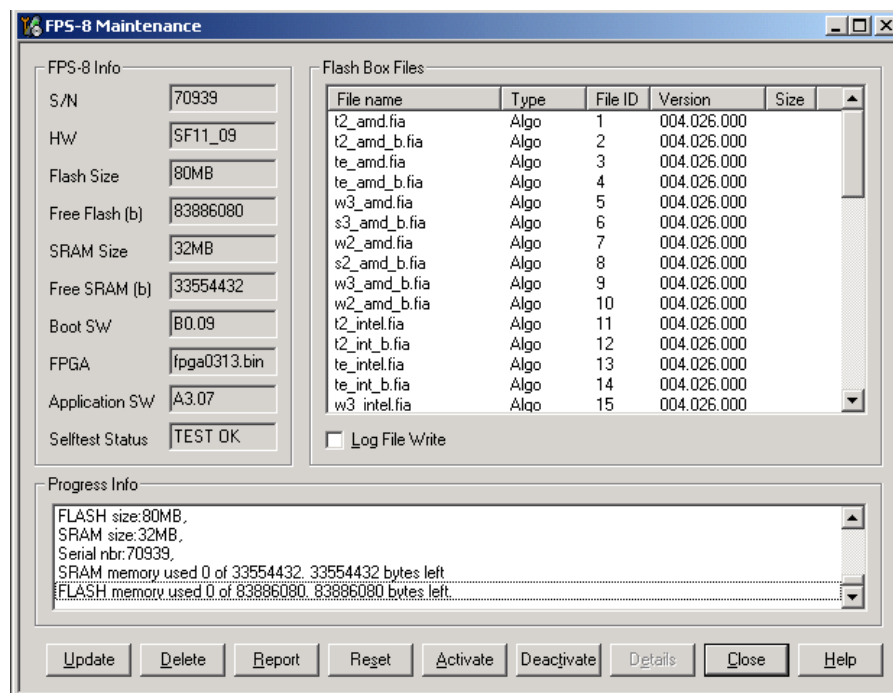 FPS-8 Maintenance
FPS-8 Info
S/N 70939
HW SF11_09
Flash Size 80MB
Free Flash (b) 83886080
SRAM Size 32MB
Free SRAM (b) 33554432
Boot SW B0.09
FPGA fpga0313.bin
Application SW A3.07
Selftest Status TEST OK
Flash Box Files
File name Type File ID Version Size
t2_amd.fia Algo 1 004.026.000
t2_amd_b.fia Algo 2 004.026.000
te_amd.fia Algo 3 004.026.000
te_amd_b.fia Algo 4 004.026.000
w3_amd.fia Algo 5 004.026.000
s3_amd_b.fia Algo 6 004.026.000
w2_amd.fia Algo 7 004.026.000
s2_amd_b.fia Algo 8 004.026.000
w3_amd_b.fia Algo 9 004.026.000
w2_amd_b.fia Algo 10 004.026.000
t2_intel.fia Algo 11 004.026.000
t2_int_b.fia Algo 12 004.026.000
te_intel.fia Algo 13 004.026.000
te_int_b.fia Algo 14 004.026.000
w3_intel.fia Algo 15 004.026.000
Log File Write
Progress Info
FLASH size:80MB,
SRAM size:32MB,
Serial nbr:70939,
SRAM memory used 0 of 33554432. 33554432 bytes left
FLASH memory used 0 of 83886080. 83886080 bytes left.
Update Delete Report Reset Activate Deactivate Details Close Help